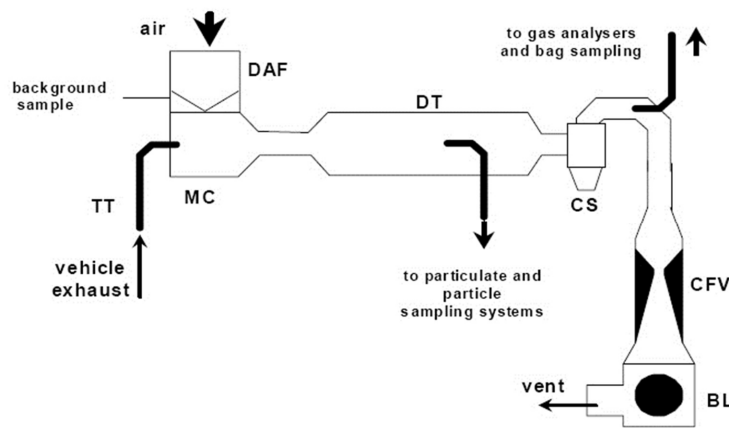 air
to gas analysers
and bag sampling
DAF
background
sample
DT
TT
MC
CS
vehicle
exhaust
to particulate and
particle
sampling systems
CFV
vent
BL